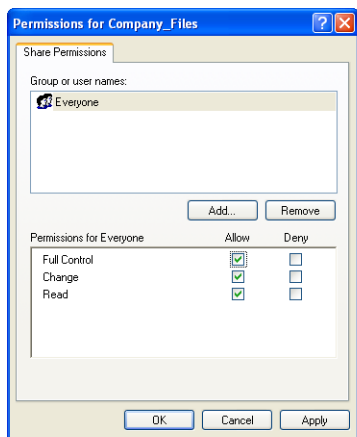 Permissions for Company_Files
Share Permissions
Group or user names:
Everyone
Add... Remove
Permissions for Everyone Allow Deny
Full Control
Change
Read
OK Cancel Apply